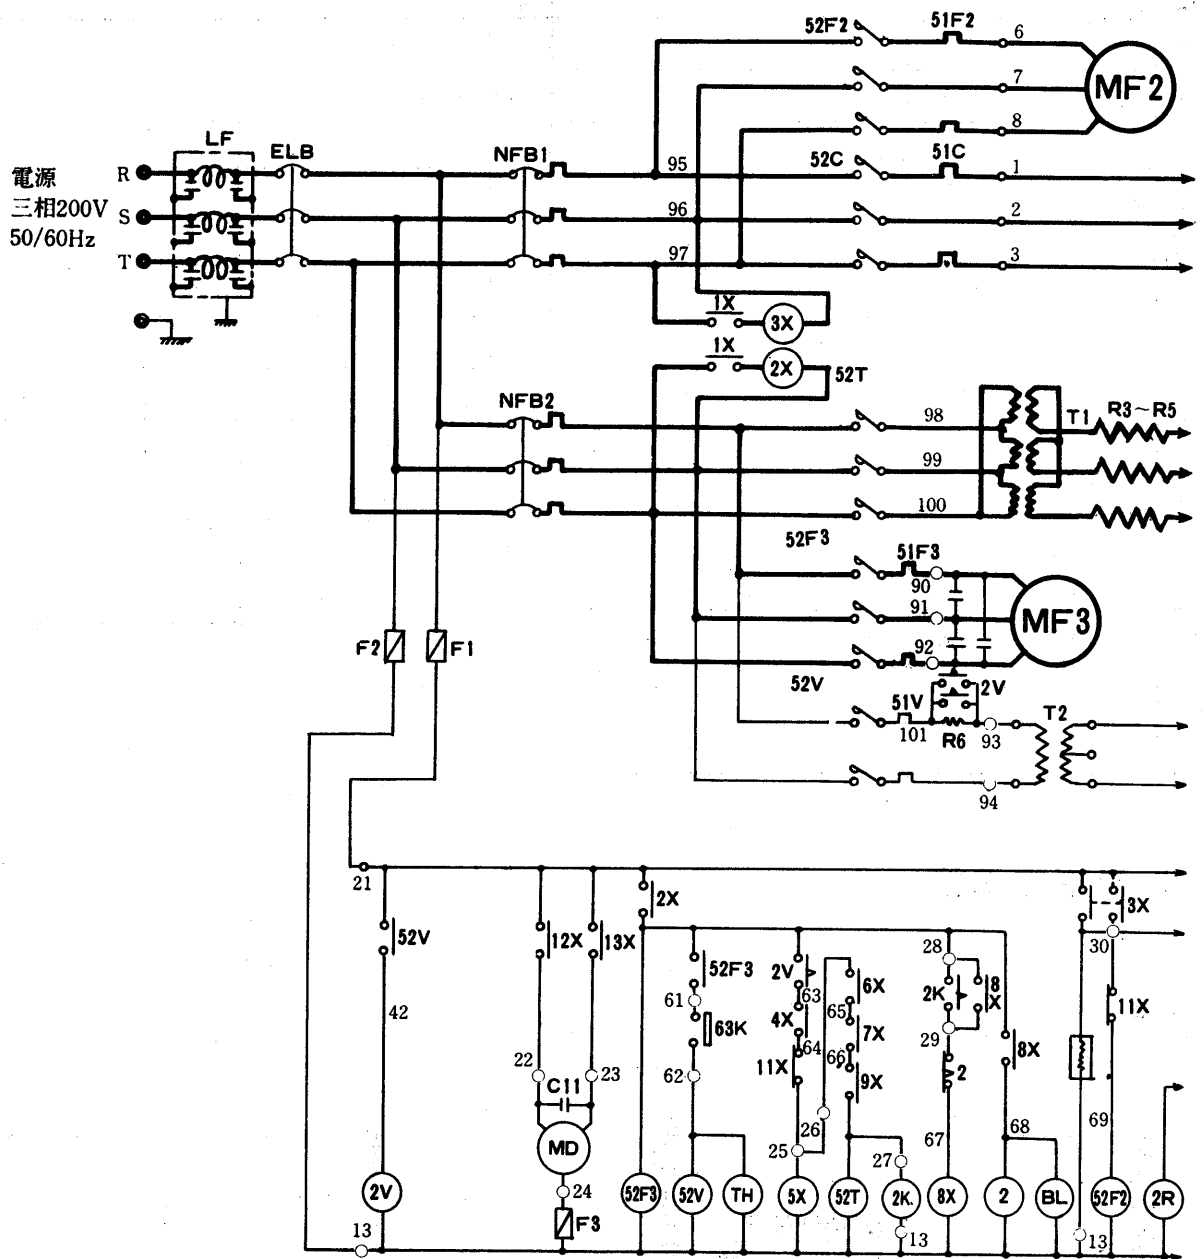 52F2
51F2
6
MF2
7
8
LF
ELB
NFB1
95
52C
51C
1
電源
三相200V
50/60Hz
R
S
T
96
2
97
3
1X
3X
1X
2X
52T
NFB2
98
T1
R3～R5
99
100
52F3
51F3
90
91
MF3
92
F2
F1
52V
2V
51V
101
R6
93
T2
94
21
2X
3X
52V
12X
13X
30
52F3
2V
6X
28
2K
8X
61
63
65
11X
42
63K
4X
7X
29
64
66
8X
22
23
62
11X
9X
2
C11
69
26
67
68
MD
25
27
24
2V
52F3
52V
TH
5X
52T
2K
8X
2
BL
52F2
2R
F3
13
13
13